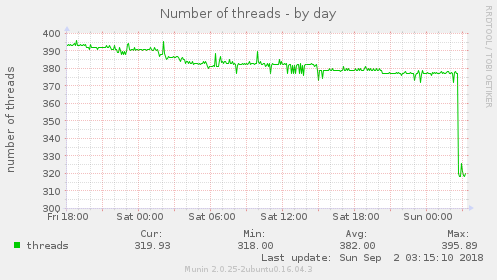 Number of threads - by day
RRDTOOL / TOBI OETIKER
number of threads
400
390
380
370
360
350
340
330
320
310
300
Fri 18:00 Sat 00:00 Sat 06:00 Sat 12:00 Sat 18:00 Sun 00:00
Cur: Min: Avg: Max:
threads 319.93 318.00 382.00 395.89
Last update: Sun Sep 2 03:15:10 2018
Munin 2.0.25-2ubuntu0.16.04.3